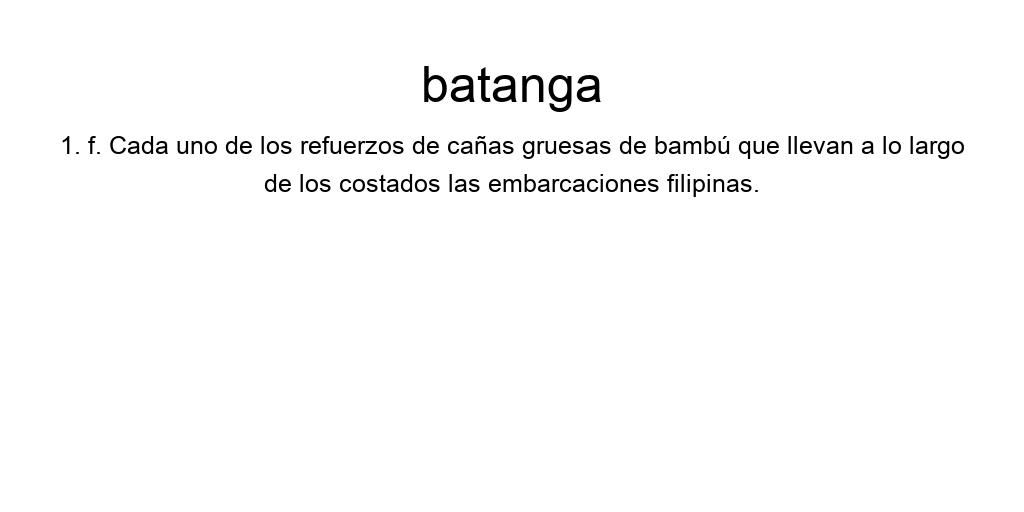 batanga
1. f. Cada uno de los refuerzos de cañas gruesas de bambú que llevan a lo largo
de los costados las embarcaciones filipinas.